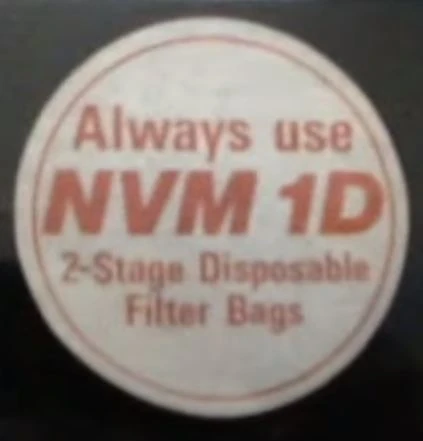 Always use
NVM 1D
2-Stage Disposable
Filter Bags